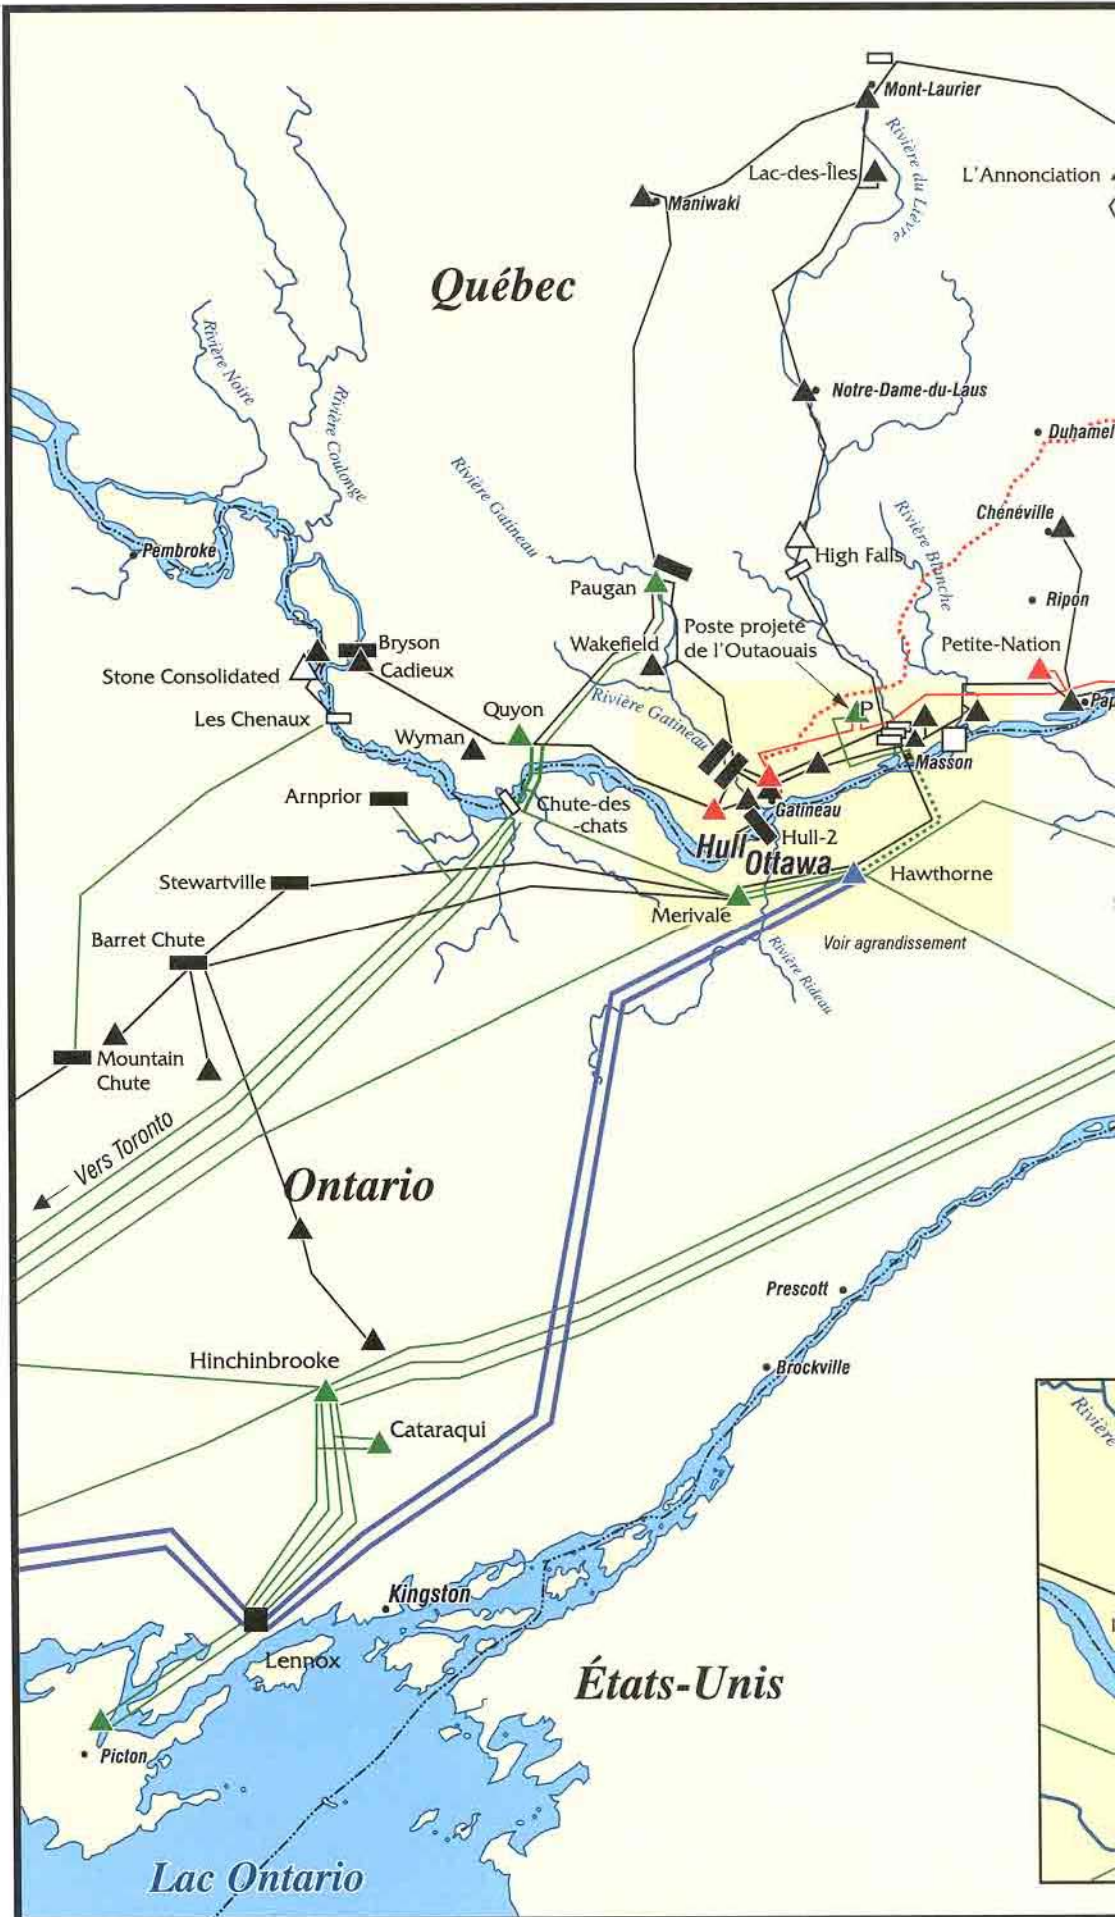 Mont-Laurier
Rivière du Lièvre
Lac-des-Îles
L'Annonciation
Maniwaki
Québec
Rivière Noire
Rivière Coulonge
Notre-Dame-du-Laus
Duhamel
Rivière Gatineau
Chénéville
Rivière Blanche
Pembroke
High Falls
Paugan
Ripon
Poste projeté
de l'Outaouais
Wakefield
Petite-Nation
Bryson
Cadieux
Stone Consolidated
Rivière Gatineau
P
Pap
Les Chenaux
Quyon
Wyman
Masson
Arnprior
Chute-des
-chats
Gatineau
Hull-2
Hull
Ottawa
Stewartville
Hawthorne
Merivale
Barret Chute
Voir agrandissement
Rivière Rideau
Mountain
Chute
Vers Toronto
Ontario
Prescott
Hinchinbrooke
Brockville
Rivière
Cataraqui
Kingston
Lennox
États-Unis
Picton
Lac Ontario